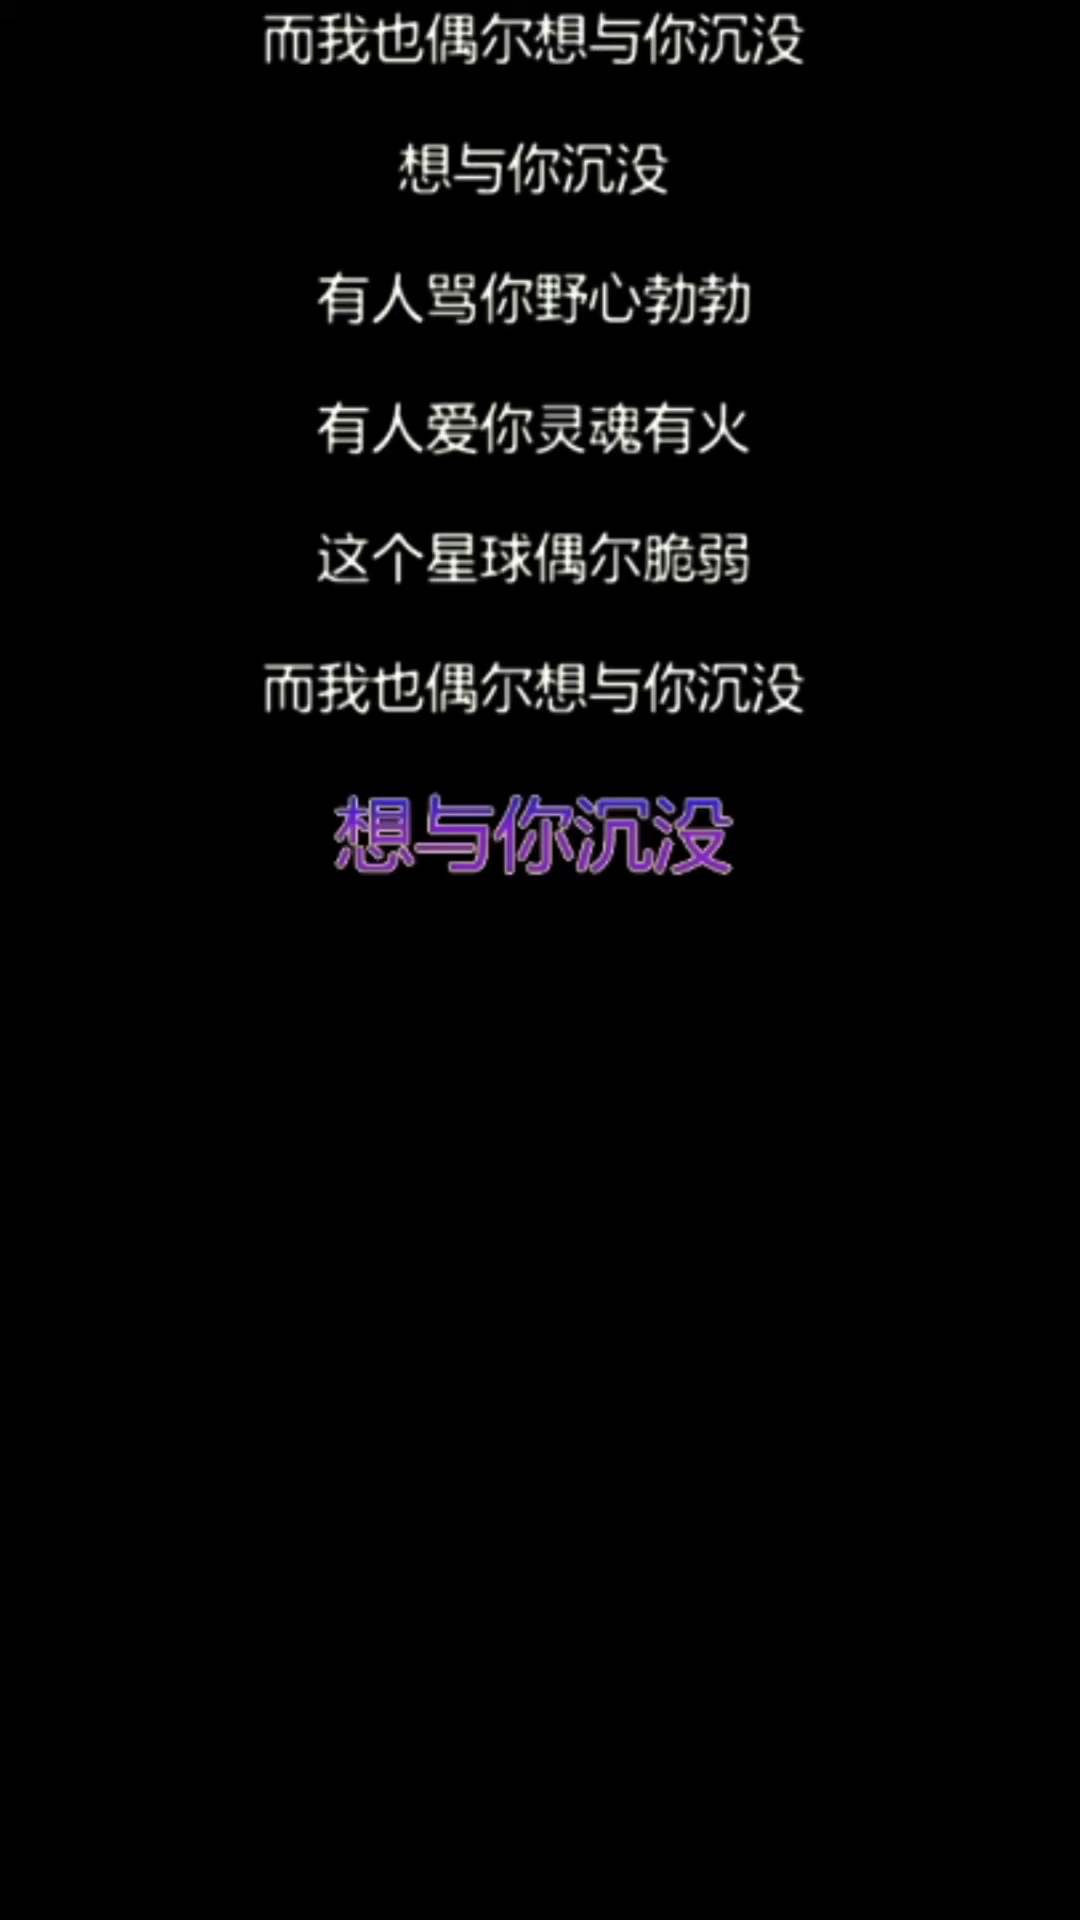 而我也偶尔想与你沉没
想与你沉没
有人骂你野心勃勃
有人爱你灵魂有火
这个星球偶尔脆弱
而我也偶尔想与你沉没
想与你沉没